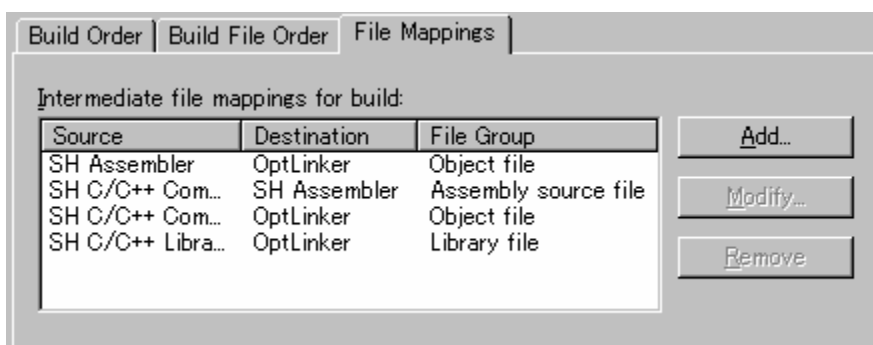 Build Order Build File Order File Mappings
Intermediate file mappings for build:
Source Destination File Group
SH Assembler OptLinker Object file
SH C/C++ Com... SH Assembler Assembly source file
SH C/C++ Com... OptLinker Object file
SH C/C++ Libra... OptLinker Library file
Add...
Modify...
Remove